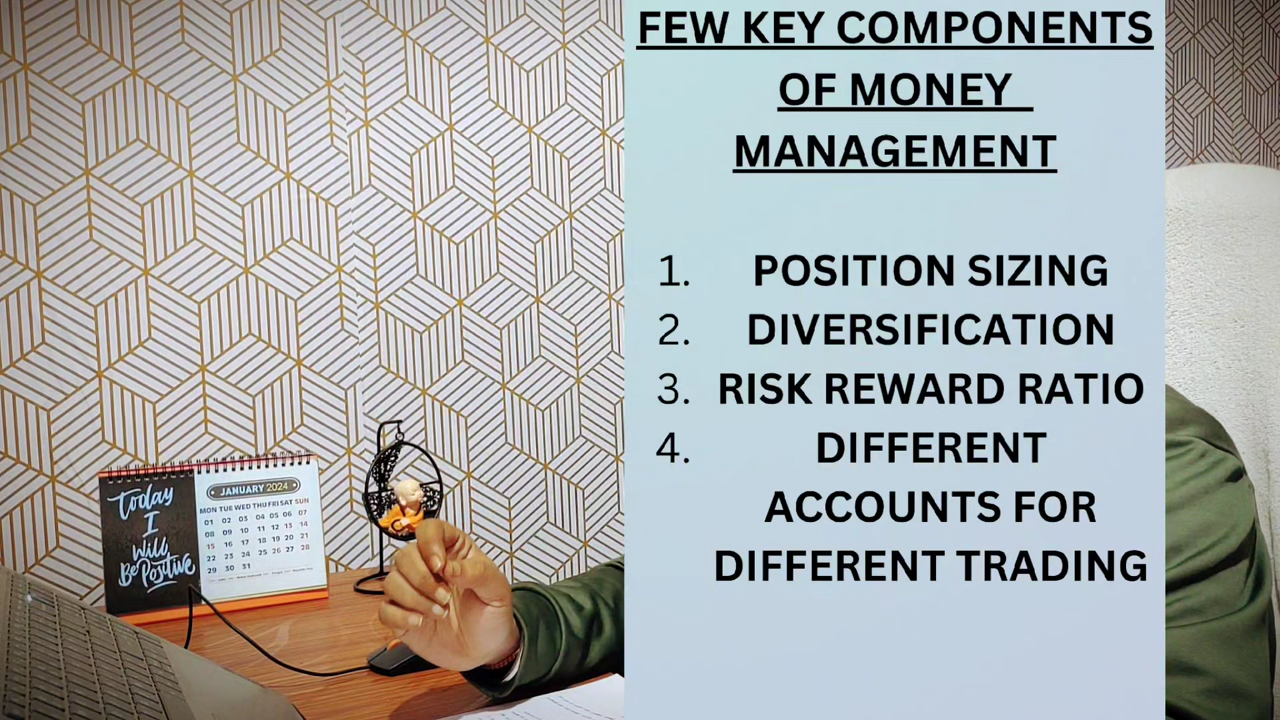 FEW KEY COMPONENTS
OF MONEY
MANAGEMENT
1. POSITION SIZING
2. DIVERSIFICATION
3. RISK REWARD RATIO
4. DIFFERENT
ACCOUNTS FOR
DIFFERENT TRADING
Today
I
Will
Be Positive
JANUARY 2024
MON TUE WED THU FRI SAT SUN
01 02 03 04 05 06 07
08 09 10 11 12 13 14
15 16 17 18 19 20 21
22 23 24 25 26 27 28
29 30 31